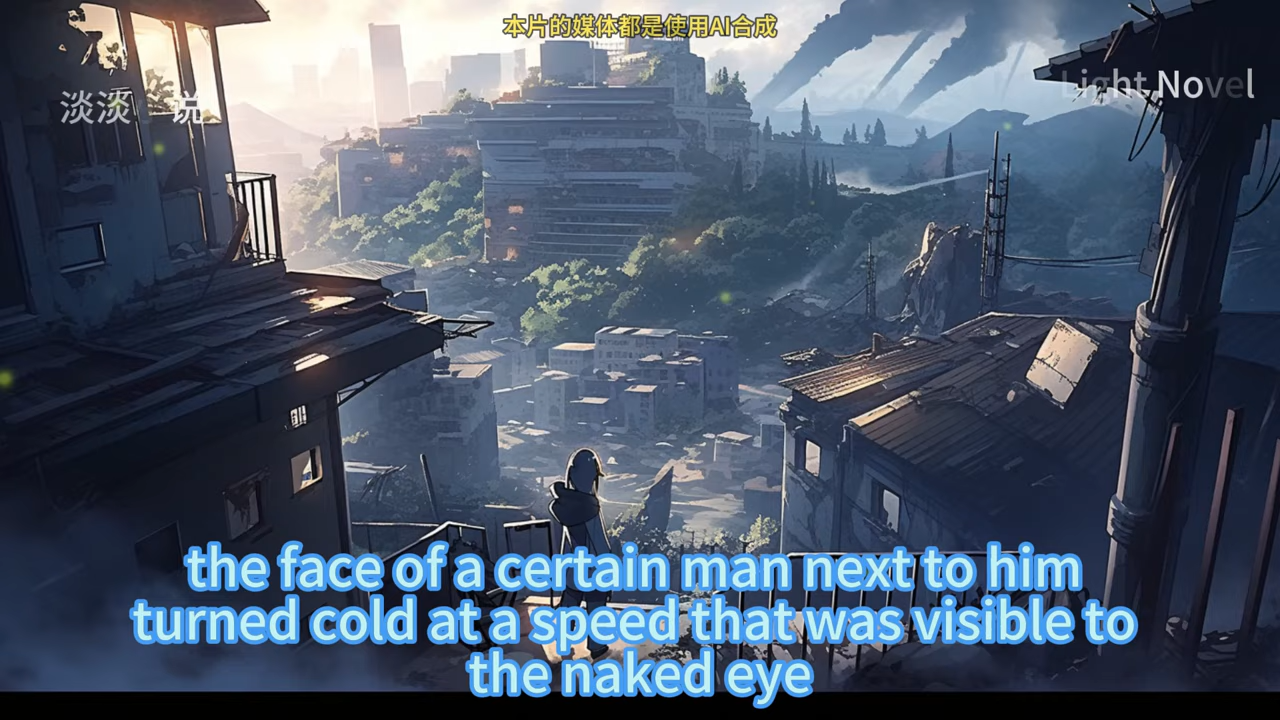 本片的媒体都是使用AI合成
Light Novel
淡淡 说
the face of a certain man next to him
turned cold at a speed that was visible to
the naked eye